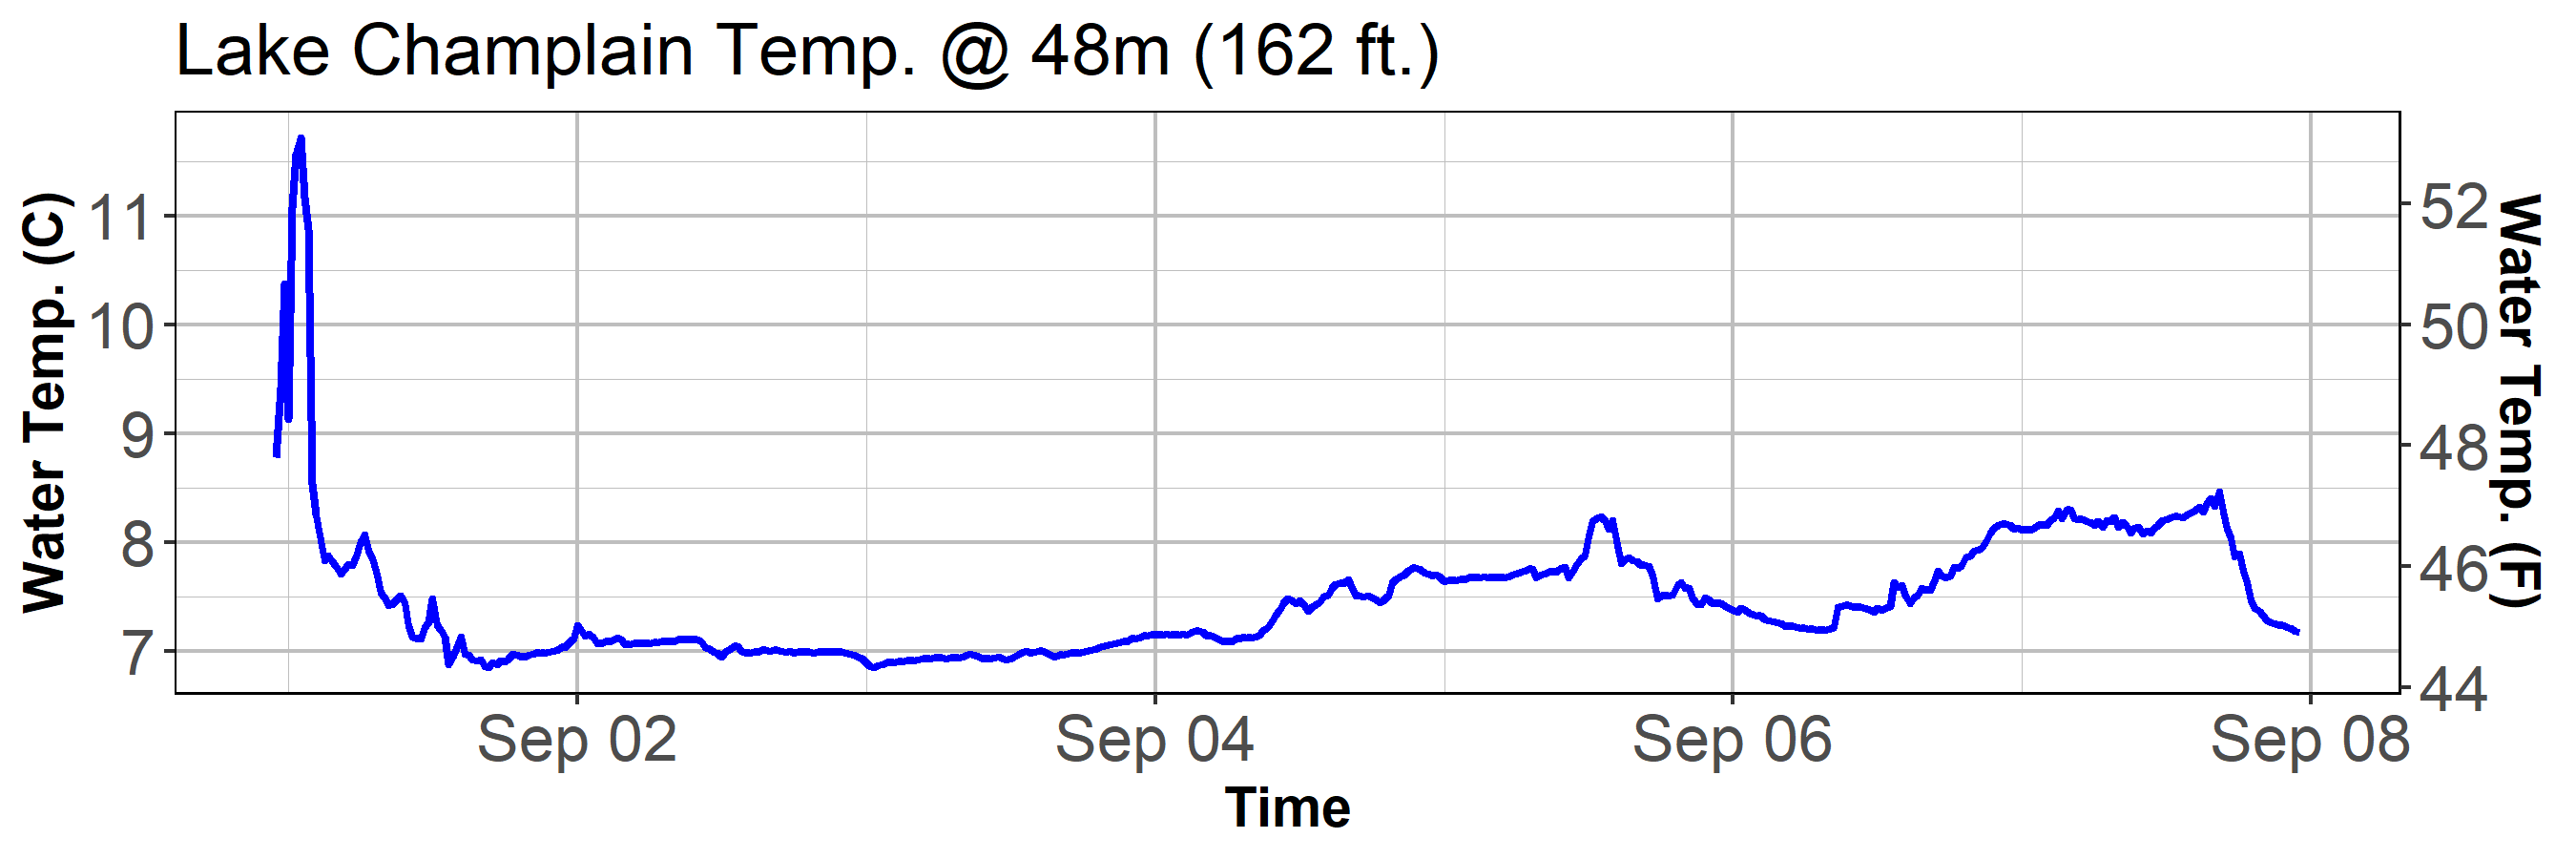 Lake Champlain Temp. @ 48m (162 ft.)
Water Temp. (C)
11
10
9
8
7
52
50
48
46
44
Water Temp. (F)
Sep 02
Sep 04
Sep 06
Sep 08
Time